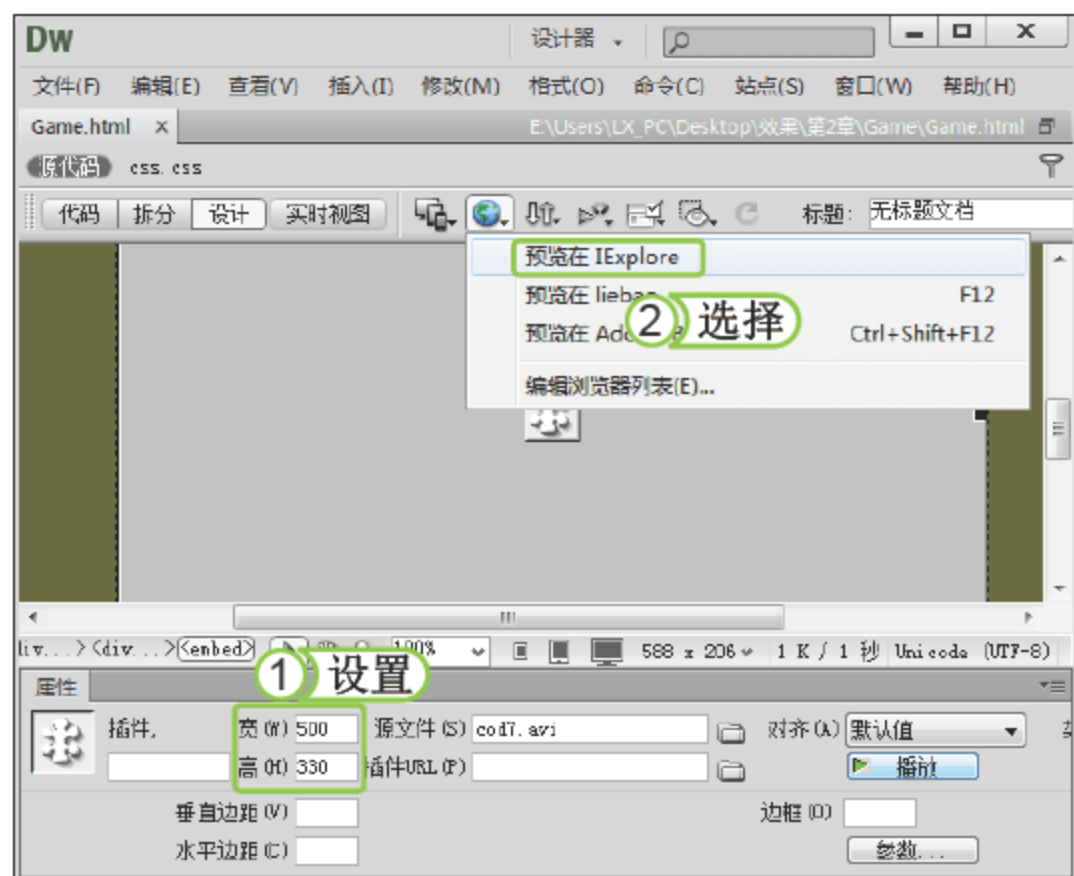 Dw 设计器
文件(F) 编辑(E) 查看(V) 插入(I) 修改(M) 格式(O) 命令(C) 站点(S) 窗口(W) 帮助(H)
Game.html × E:\Users\LX_PC\Desktop\效果\第2章\Game\Game.html
源代码 css.css
代码 拆分 设计 实时视图 标题: 无标题文档
预览在 IExplore
预览在 F12
② 选择
预览在 Ctrl+Shift+F12
编辑浏览器列表(E)...
<div...><embed> 100% 588 x 206 1 K / 1 秒 Unicode (UTF-8)
① 设置
属性
插件, 宽(W) 500 源文件(S) cod7.avi 对齐(A) 默认值
高(H) 330 插件URL(P) 播放
垂直边距(V) 边框(O)
水平边距(C) 参数...